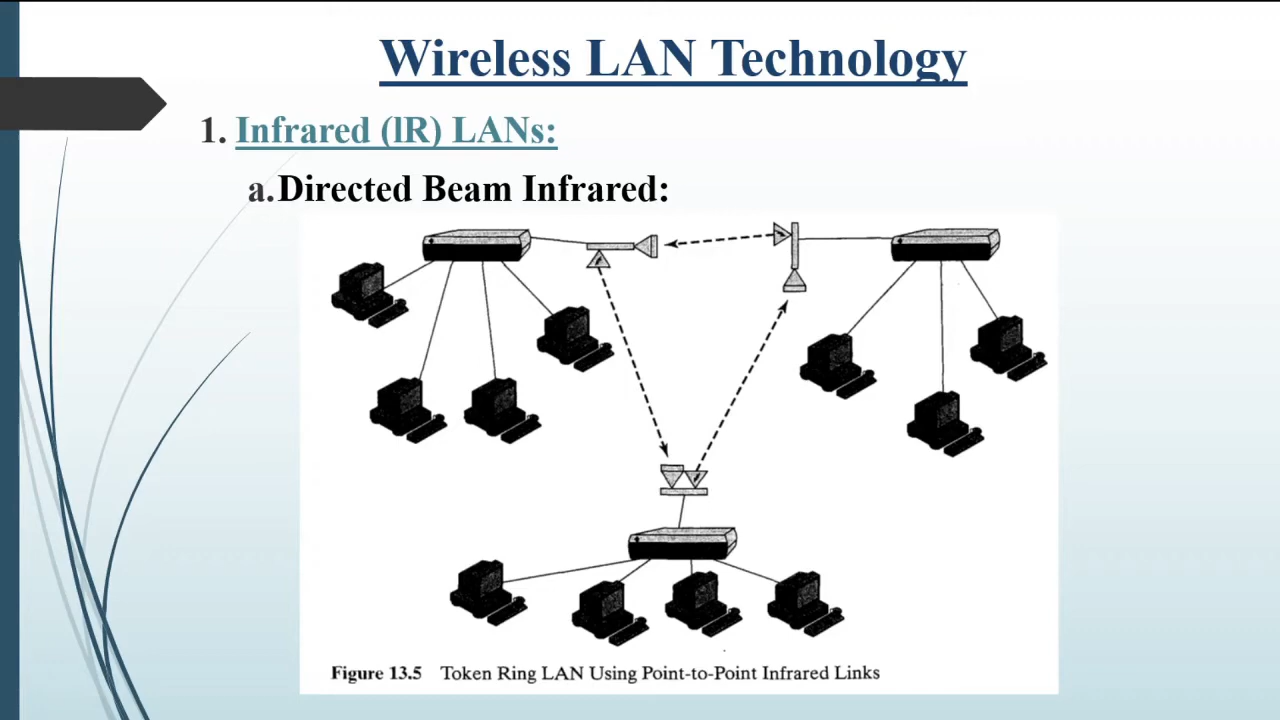 Wireless LAN Technology
1. Infrared (lR) LANs:
a.Directed Beam Infrared:
Figure 13.5 Token Ring LAN Using Point-to-Point Infrared Links